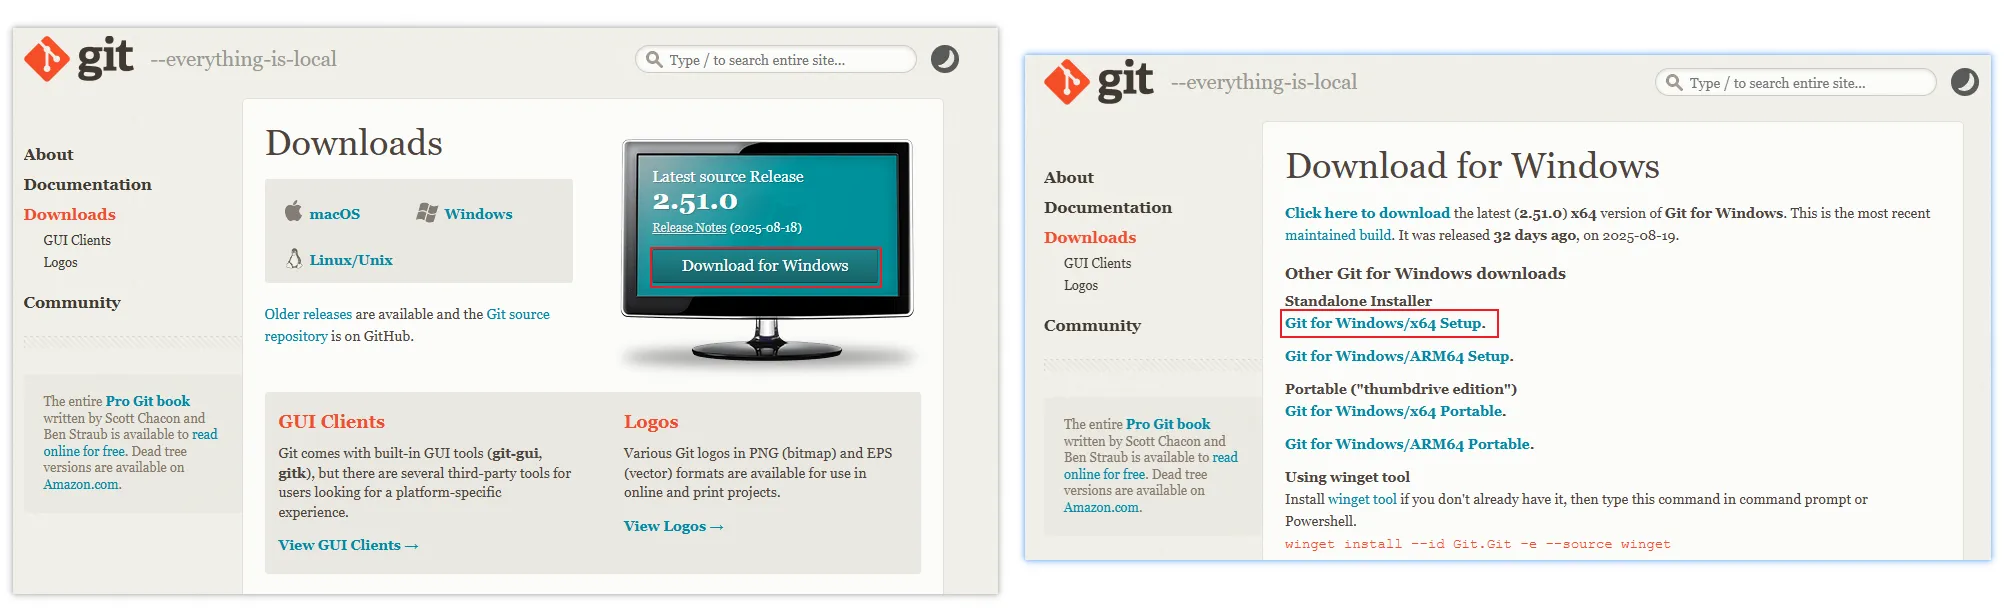 git --everything-is-local
Type / to search entire site...
About
Documentation
Downloads
GUI Clients
Logos
Community
The entire Pro Git book
written by Scott Chacon and
Ben Straub is available to read
online for free. Dead tree
versions are available on
Amazon.com.
Downloads
macOS
Windows
Linux/Unix
Older releases are available and the Git source
repository is on GitHub.
Latest source Release
2.51.0
Release Notes (2025-08-18)
Download for Windows
GUI Clients
Git comes with built-in GUI tools (git-gui,
gitk), but there are several third-party tools for
users looking for a platform-specific
experience.
View GUI Clients →
Logos
Various Git logos in PNG (bitmap) and EPS
(vector) formats are available for use in
online and print projects.
View Logos →
git --everything-is-local
Type / to search entire site...
About
Documentation
Downloads
GUI Clients
Logos
Community
The entire Pro Git book
written by Scott Chacon and
Ben Straub is available to read
online for free. Dead tree
versions are available on
Amazon.com.
Download for Windows
Click here to download the latest (2.51.0) x64 version of Git for Windows. This is the most recent
maintained build. It was released 32 days ago, on 2025-08-19.
Other Git for Windows downloads
Standalone Installer
Git for Windows/x64 Setup.
Git for Windows/ARM64 Setup.
Portable ("thumbdrive edition")
Git for Windows/x64 Portable.
Git for Windows/ARM64 Portable.
Using winget tool
Install winget tool if you don't already have it, then type this command in command prompt or
Powershell.
winget install --id Git.Git -e --source winget